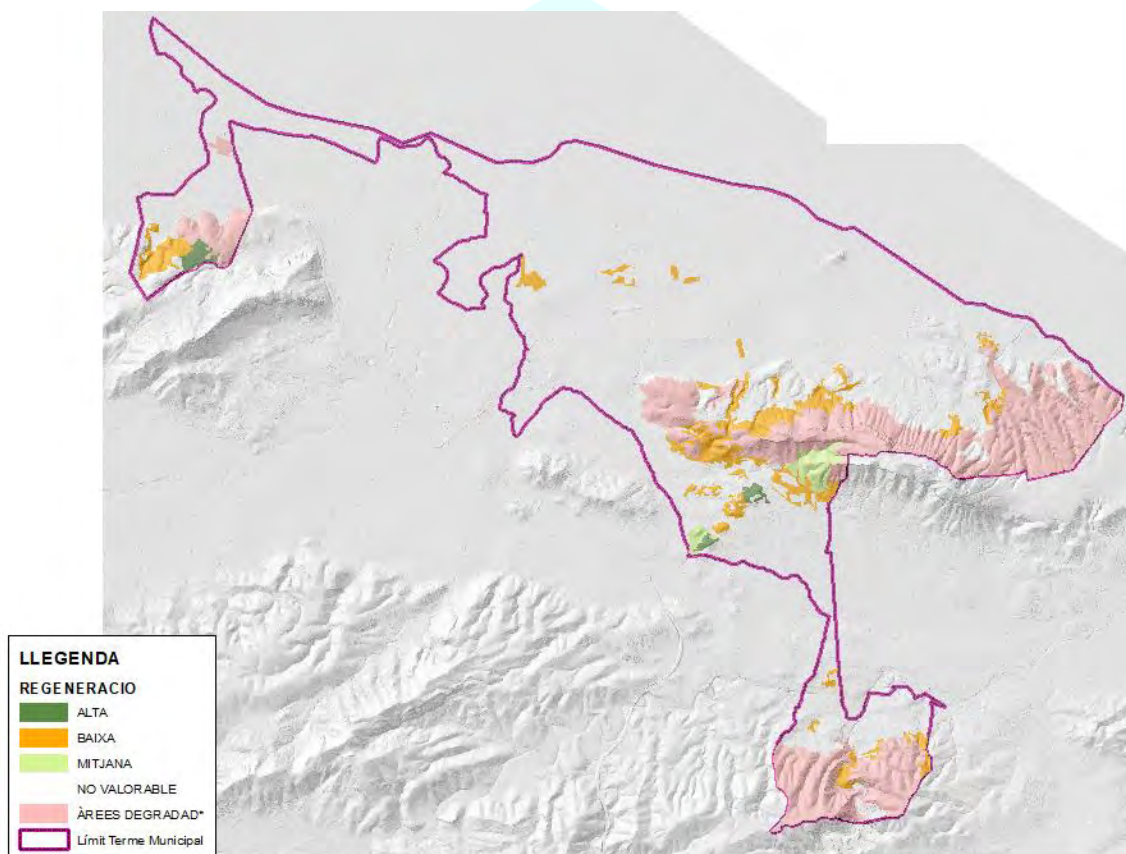 LLEGENDA
REGENERACIO
ALTA
BAIXA
MITJANA
NO VALORABLE
ÀREES DEGRADAD*
Límit Terme Municipal